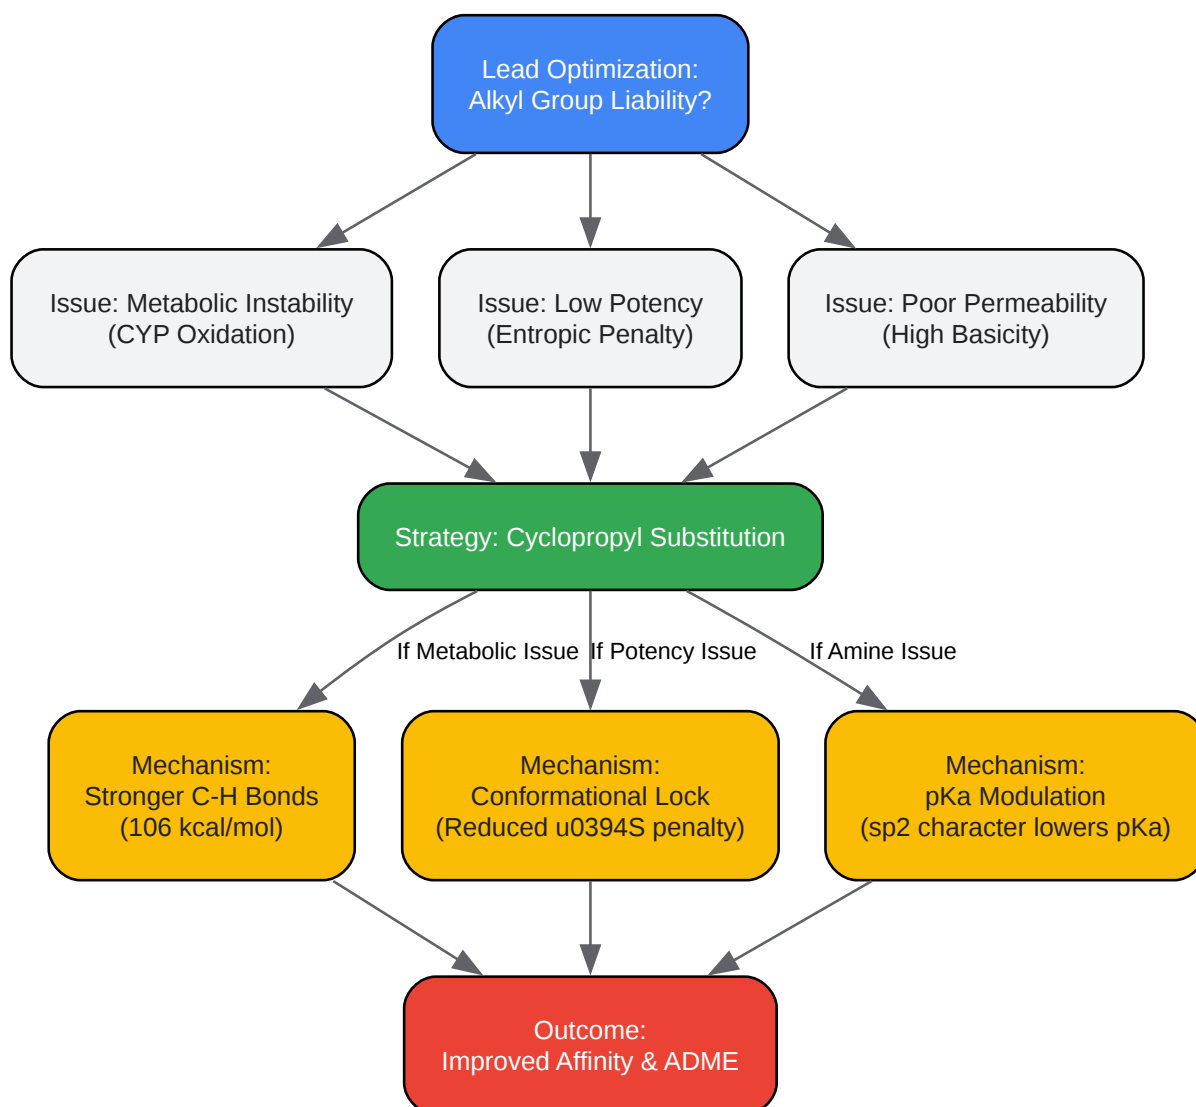 Lead Optimization:
Alkyl Group Liability?
Issue: Metabolic Instability
(CYP Oxidation)
Issue: Low Potency
(Entropic Penalty)
Issue: Poor Permeability
(High Basicity)
Strategy: Cyclopropyl Substitution
If Metabolic Issue
If Potency Issue
If Amine Issue
Mechanism:
Stronger C-H Bonds
(106 kcal/mol)
Mechanism:
Conformational Lock
(Reduced u0394S penalty)
Mechanism:
pKa Modulation
(sp2 character lowers pKa)
Outcome:
Improved Affinity & ADME